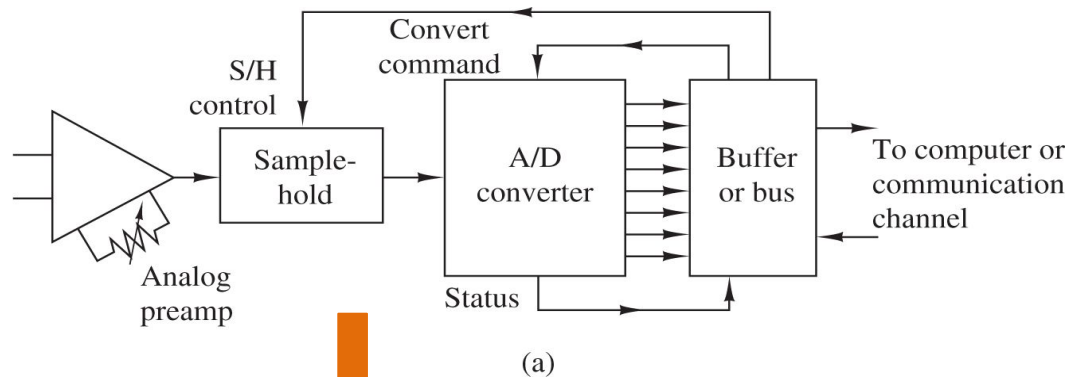 Convert
command
S/H
control
Sample-
hold
A/D
converter
Buffer
or bus
To computer or
communication
channel
Analog
preamp
Status
(a)